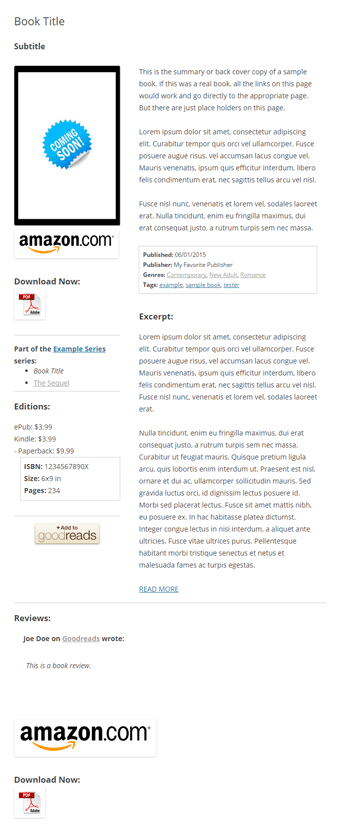 Book Title
Subtitle
COMING
SOON!
amazon.com®
Download Now:
PDF
Adobe
Part of the Example Series
series:
• Book Title
• The Sequel
Editions:
ePub: $3.99
Kindle: $3.99
- Paperback: $9.99
ISBN: 1234567890X
Size: 6x9 in
Pages: 234
+ Add to
goodreads
This is the summary or back cover copy of a sample
book. If this was a real book, all the links on this page
would work and go directly to the appropriate page.
But there are just place holders on this page.
Lorem ipsum dolor sit amet, consectetur adipiscing
elit. Curabitur tempor quis orci vel ullamcorper. Fusce
posuere augue risus, vel accumsan lacus congue vel.
Mauris venenatis, ipsum et consectetur interdum, libero
felis condimentum erat, nec sagittis tellus arcu vel nisl.
Fusce nisl nunc, venenatis et lorem vel, sodales laoreet
erat. Nulla tincidunt, enim eu fringilla maximus, dui
erat consequat justo, a rutrum turpis sem nec massa.
Published: 06/01/2015
Publisher: My Favorite Publisher
Genres: Contemporary, New Adult, Romance
Tags: example, sample book, tester
Excerpt:
Lorem ipsum dolor sit amet, consectetur adipiscing
elit. Curabitur tempor quis orci vel ullamcorper. Fusce
posuere augue risus, vel accumsan lacus congue vel.
Mauris venenatis, ipsum et consectetur interdum, libero
felis condimentum erat, nec sagittis tellus arcu vel nisl.
Fusce nisl nunc, venenatis et lorem vel, sodales laoreet
erat.
Nulla tincidunt, enim eu fringilla maximus, dui erat
consequat justo, a rutrum turpis sem nec massa.
Curabitur ut feugiat mauris. Quisque pretium ligula
arcu, quis lobortis enim interdum ut. Praesent est nisl,
ornare et dui ac, ullamcorper sollicitudin mauris. Sed
gravida luctus orci, id dignissim lectus posuere id.
Morbi sed placerat lectus. Fusce sit amet mattis nibh,
eu posuere ex. In hac habitasse platea dictumst.
Integer congue lectus in nisi interdum, a aliquet ante
ultricies. Fusce vitae ultrices purus. Pellentesque
habitant morbi tristique senectus et netus et
malesuada fames ac turpis egestas.
READ MORE
Reviews:
Joe Doe on Goodreads wrote:
This is a book review.
amazon.com®
Download Now:
PDF
Adobe